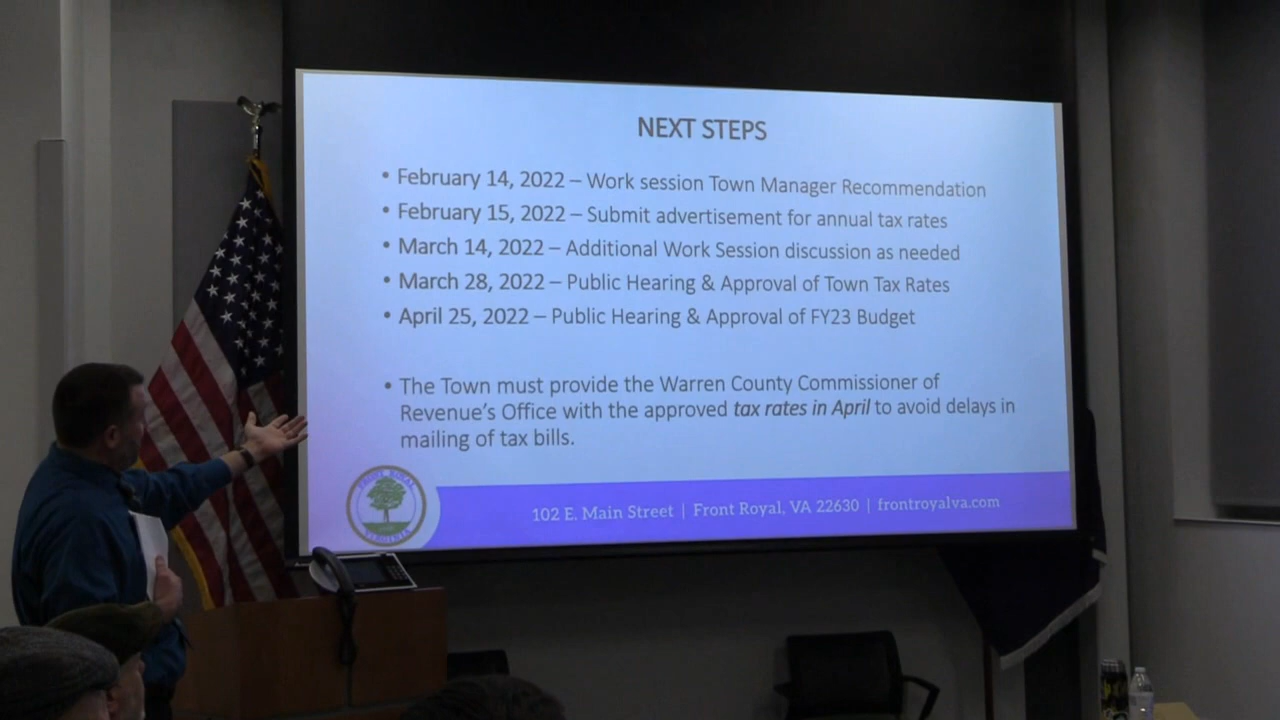 NEXT STEPS
• February 14, 2022 – Work session Town Manager Recommendation
• February 15, 2022 – Submit advertisement for annual tax rates
• March 14, 2022 – Additional Work Session discussion as needed
• March 28, 2022 – Public Hearing & Approval of Town Tax Rates
• April 25, 2022 – Public Hearing & Approval of FY23 Budget
• The Town must provide the Warren County Commissioner of
Revenue's Office with the approved tax rates in April to avoid delays in
mailing of tax bills.
FRONT ROYAL
VIRGINIA
102 E. Main Street | Front Royal, VA 22630 | frontroyalva.com